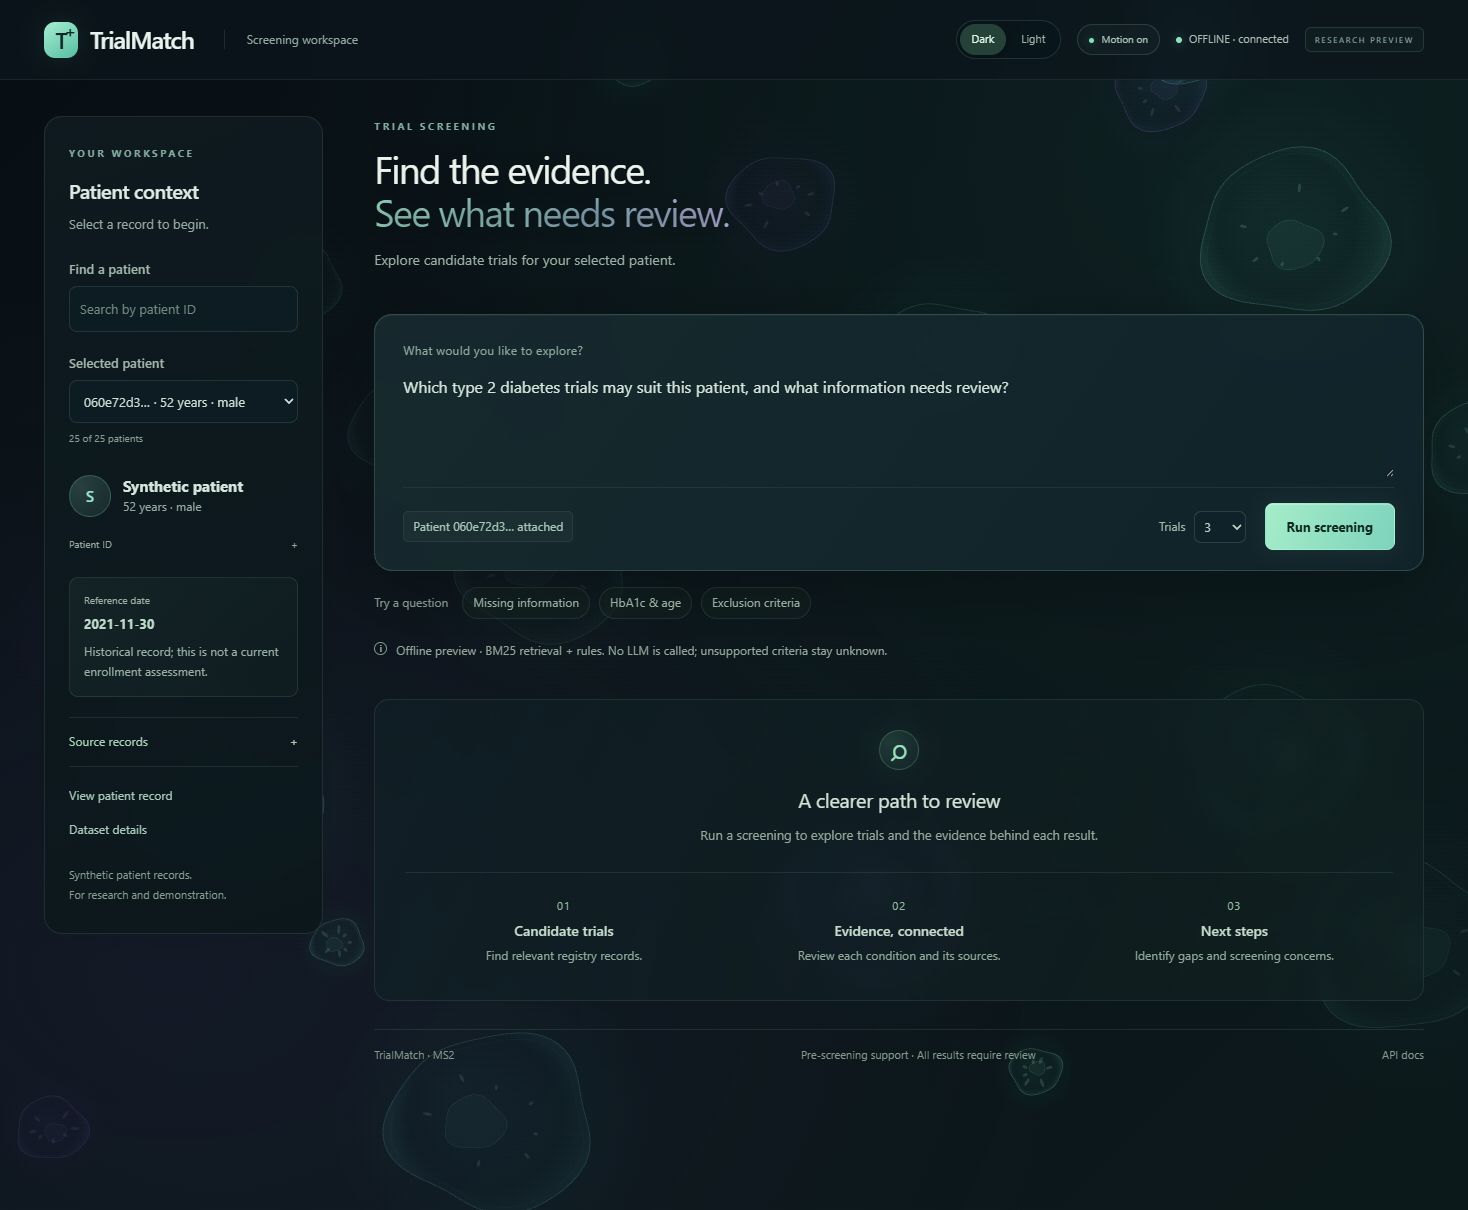 T+ TrialMatch
Screening workspace
Dark
Light
Motion on
OFFLINE · connected
RESEARCH PREVIEW
YOUR WORKSPACE
Patient context
Select a record to begin.
Find a patient
Search by patient ID
Selected patient
060e72d3... · 52 years · male
25 of 25 patients
S
Synthetic patient
52 years · male
Patient ID +
Reference date
2021-11-30
Historical record; this is not a current
enrollment assessment.
Source records +
View patient record
Dataset details
Synthetic patient records.
For research and demonstration.
TRIAL SCREENING
Find the evidence.
See what needs review.
Explore candidate trials for your selected patient.
What would you like to explore?
Which type 2 diabetes trials may suit this patient, and what information needs review?
Patient 060e72d3... attached
Trials 3
Run screening
Try a question
Missing information
HbA1c & age
Exclusion criteria
Offline preview · BM25 retrieval + rules. No LLM is called; unsupported criteria stay unknown.
A clearer path to review
Run a screening to explore trials and the evidence behind each result.
01
Candidate trials
Find relevant registry records.
02
Evidence, connected
Review each condition and its sources.
03
Next steps
Identify gaps and screening concerns.
TrialMatch · MS2
Pre-screening support · All results require review
API docs